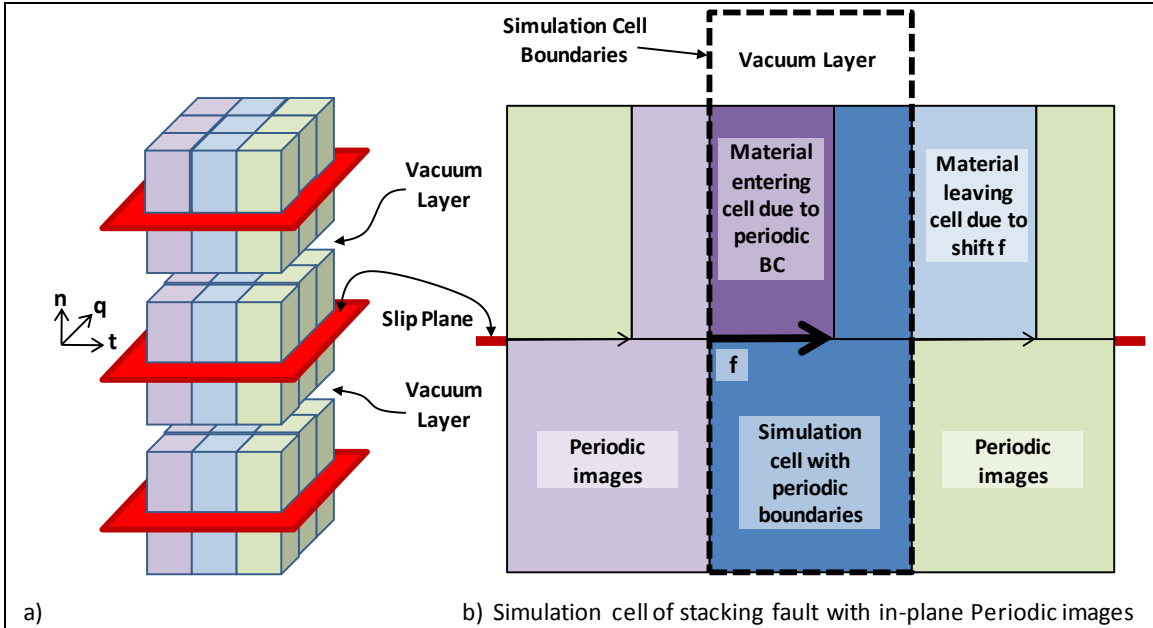 Vacuum
Layer
n
q
t
Slip Plane
Vacuum
Layer
a)
Simulation Cell
Boundaries
Vacuum Layer
Material
entering
cell due to
periodic
BC
Material
leaving
cell due to
shift f
f
Periodic
images
Simulation
cell with
periodic
boundaries
Periodic
images
b) Simulation cell of stacking fault with in-plane Periodic images